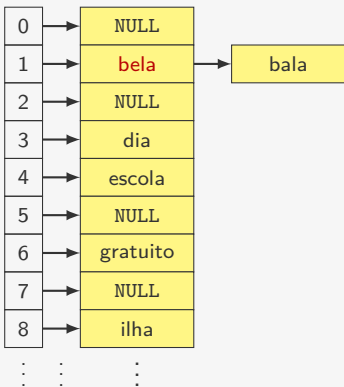 0 NULL
1 bela bala
2 NULL
3 dia
4 escola
5 NULL
6 gratuito
7 NULL
8 ilha